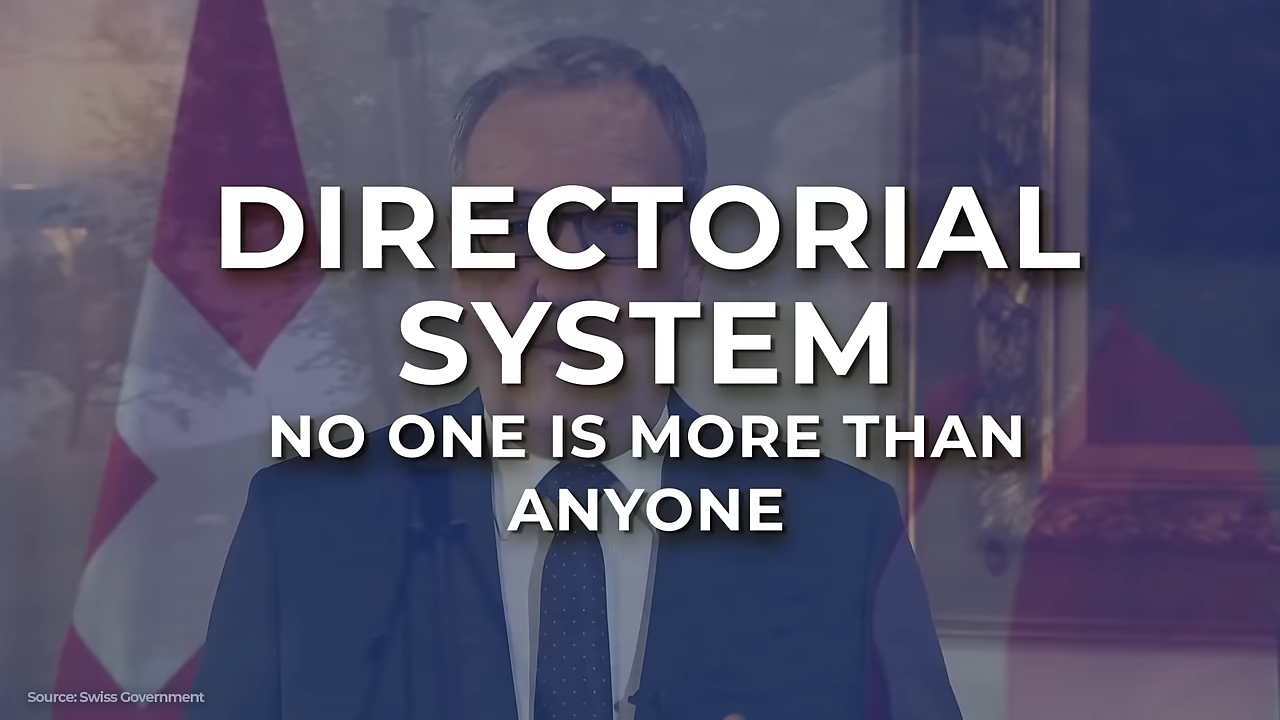 DIRECTORIAL
SYSTEM
NO ONE IS MORE THAN
ANYONE
Source: Swiss Government